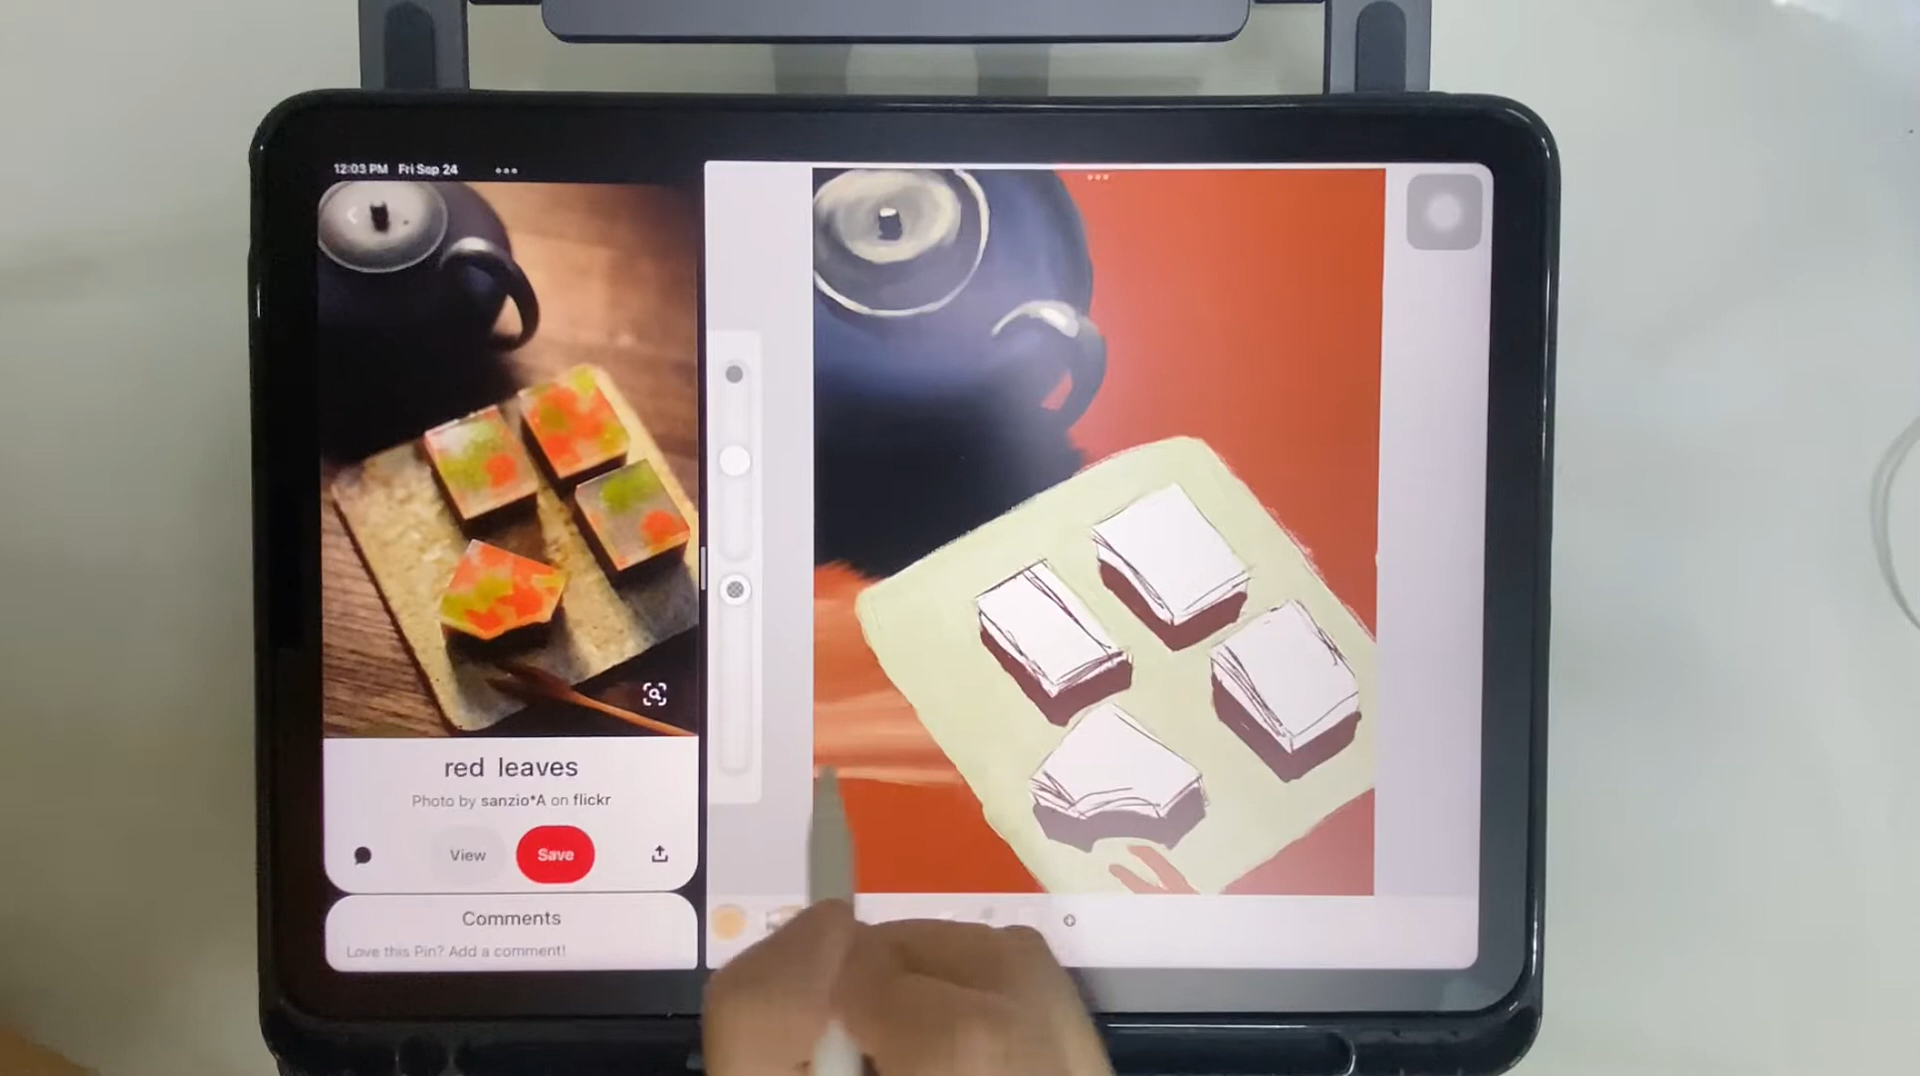 12:03 PM Fri Sep 24
red leaves
Photo by sanzio*A on flickr
View
Save
Comments
Love this Pin? Add a comment!